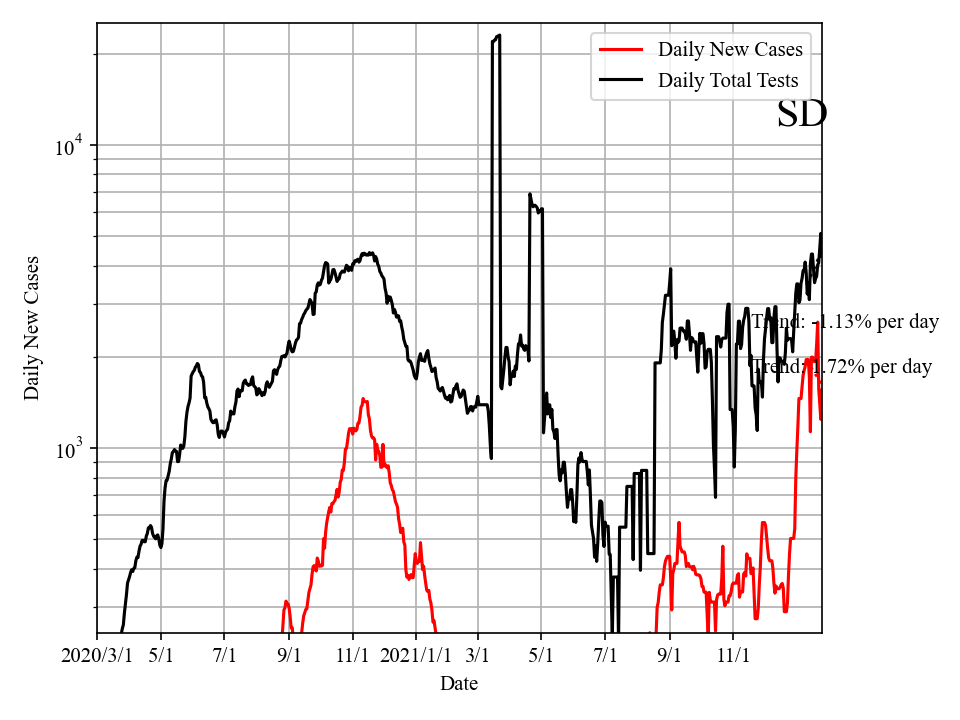 Daily New Cases
Daily Total Tests
SD
10^4
Trend: -1.13% per day
Trend: 1.72% per day
10^3
Daily New Cases
2020/3/1 5/1 7/1 9/1 11/1 2021/1/1 3/1 5/1 7/1 9/1 11/1
Date